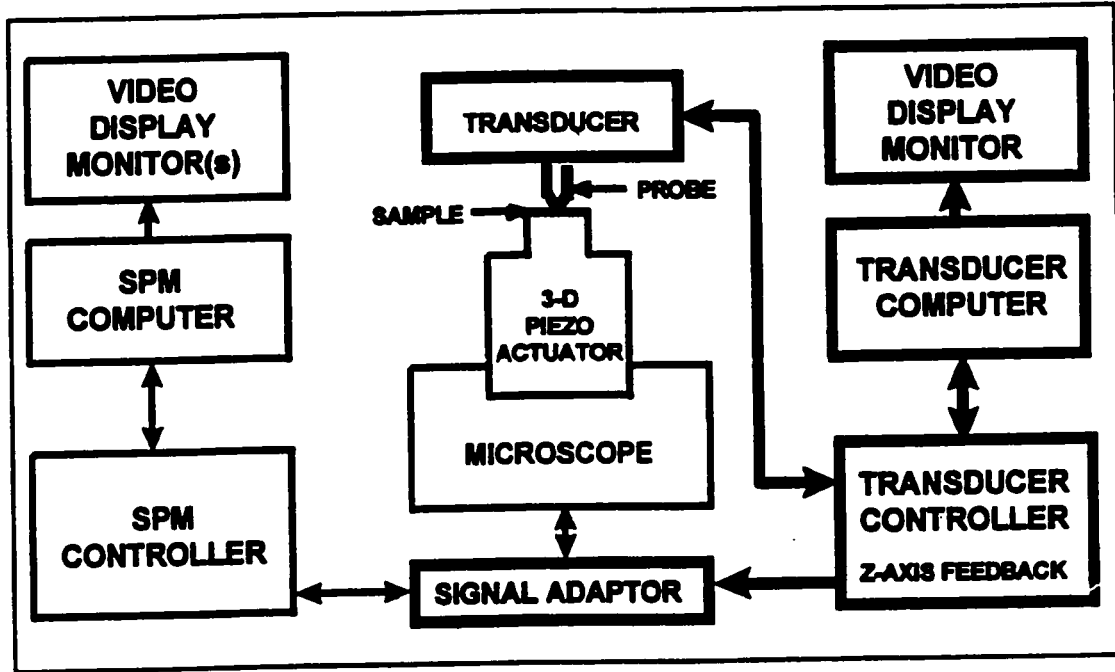 VIDEO
DISPLAY
MONITOR(s)
SPM
COMPUTER
SPM
CONTROLLER
TRANSDUCER
PROBE
SAMPLE
3-D
PIEZO
ACTUATOR
MICROSCOPE
SIGNAL ADAPTOR
VIDEO
DISPLAY
MONITOR
TRANSDUCER
COMPUTER
TRANSDUCER
CONTROLLER
Z-AXIS FEEDBACK